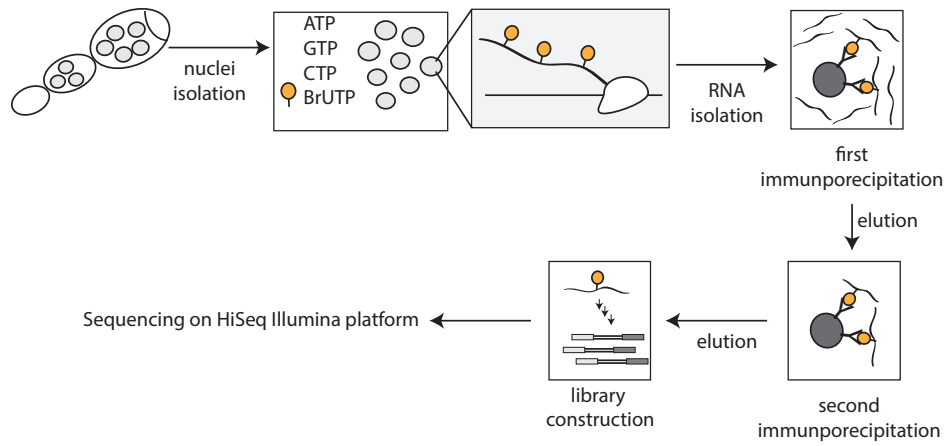 nuclei
isolation
ATP
GTP
CTP
BrUTP
RNA
isolation
first
immunporecipitation
elution
second
immunporecipitation
elution
library
construction
Sequencing on HiSeq Illumina platform